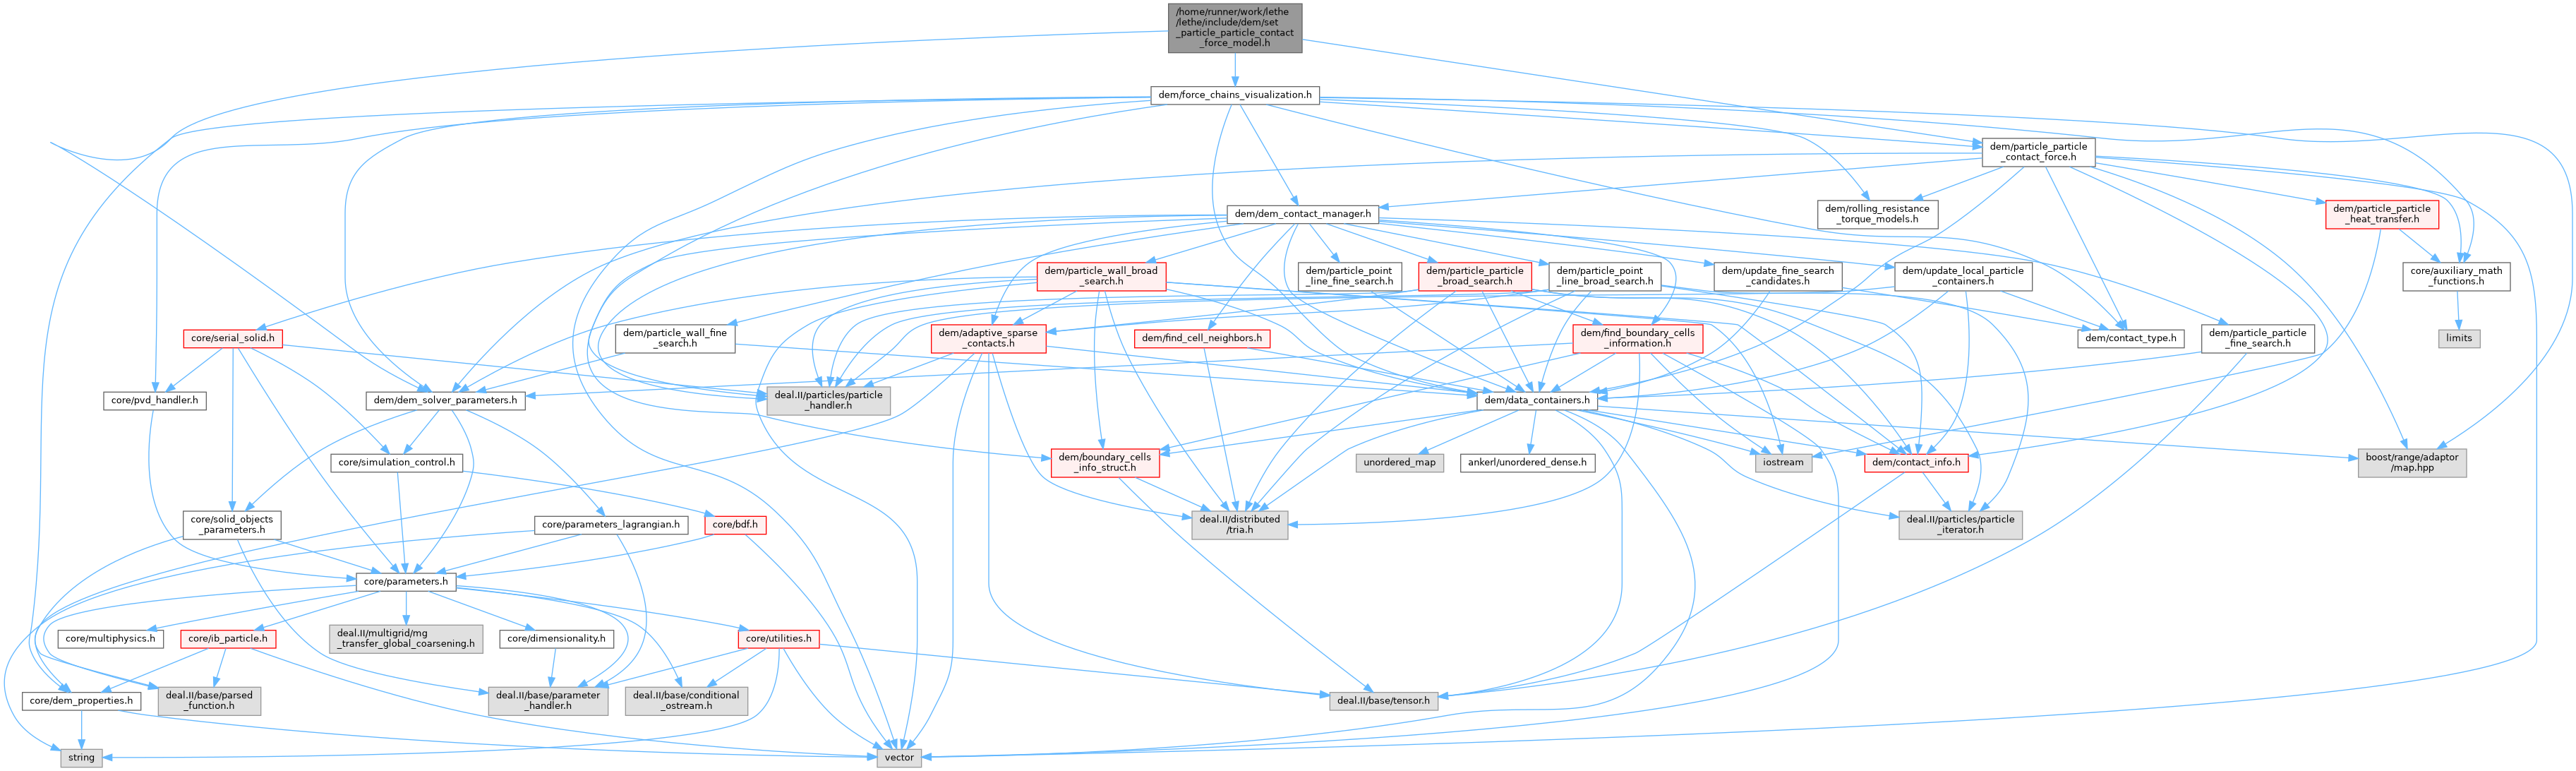 /home/runner/work/lethe
/lethe/include/dem/set
_particle_particle_contact
_force_model.h
dem/force_chains_visualization.h
dem/particle_particle
_contact_force.h
dem/dem_contact_manager.h
dem/rolling_resistance
_torque_models.h
dem/particle_particle
_heat_transfer.h
dem/particle_wall_broad
_search.h
dem/particle_point
_line_fine_search.h
dem/particle_particle
_broad_search.h
dem/particle_point
_line_broad_search.h
dem/update_fine_search
_candidates.h
dem/update_local_particle
_containers.h
core/auxiliary_math
_functions.h
core/serial_solid.h
dem/particle_wall_fine
_search.h
dem/adaptive_sparse
_contacts.h
dem/find_cell_neighbors.h
dem/find_boundary_cells
_information.h
dem/contact_type.h
dem/particle_particle
_fine_search.h
limits
core/pvd_handler.h
dem/dem_solver_parameters.h
deal.II/particles/particle
_handler.h
dem/data_containers.h
core/simulation_control.h
dem/boundary_cells
_info_struct.h
unordered_map
ankerl/unordered_dense.h
iostream
dem/contact_info.h
boost/range/adaptor
/map.hpp
core/solid_objects
_parameters.h
core/parameters_lagrangian.h
core/bdf.h
deal.II/distributed
/tria.h
deal.II/particles/particle
_iterator.h
core/parameters.h
core/multiphysics.h
core/ib_particle.h
deal.II/multigrid/mg
_transfer_global_coarsening.h
core/dimensionality.h
core/utilities.h
core/dem_properties.h
deal.II/base/parsed
_function.h
deal.II/base/parameter
_handler.h
deal.II/base/conditional
_ostream.h
deal.II/base/tensor.h
string
vector